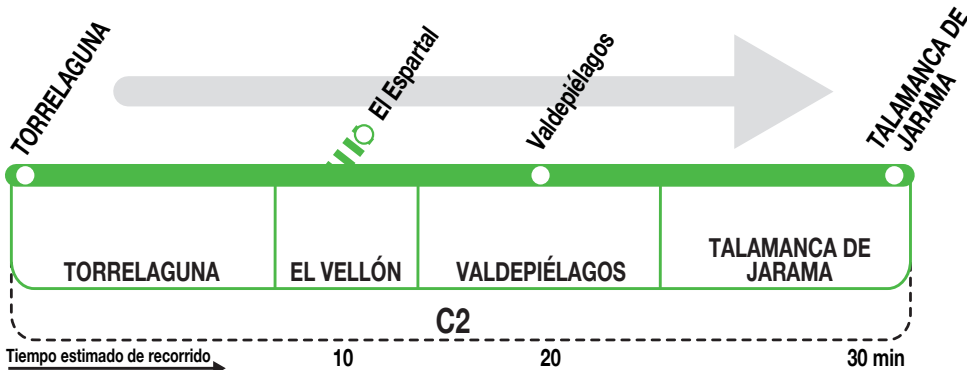 TORRELAGUNA
El Espartal
Valdepiélagos
TALAMANCA DE
JARAMA
TORRELAGUNA
EL VELLÓN
VALDEPIÉLAGOS
TALAMANCA DE
JARAMA
C2
Tiempo estimado de recorrido
10
20
30 min